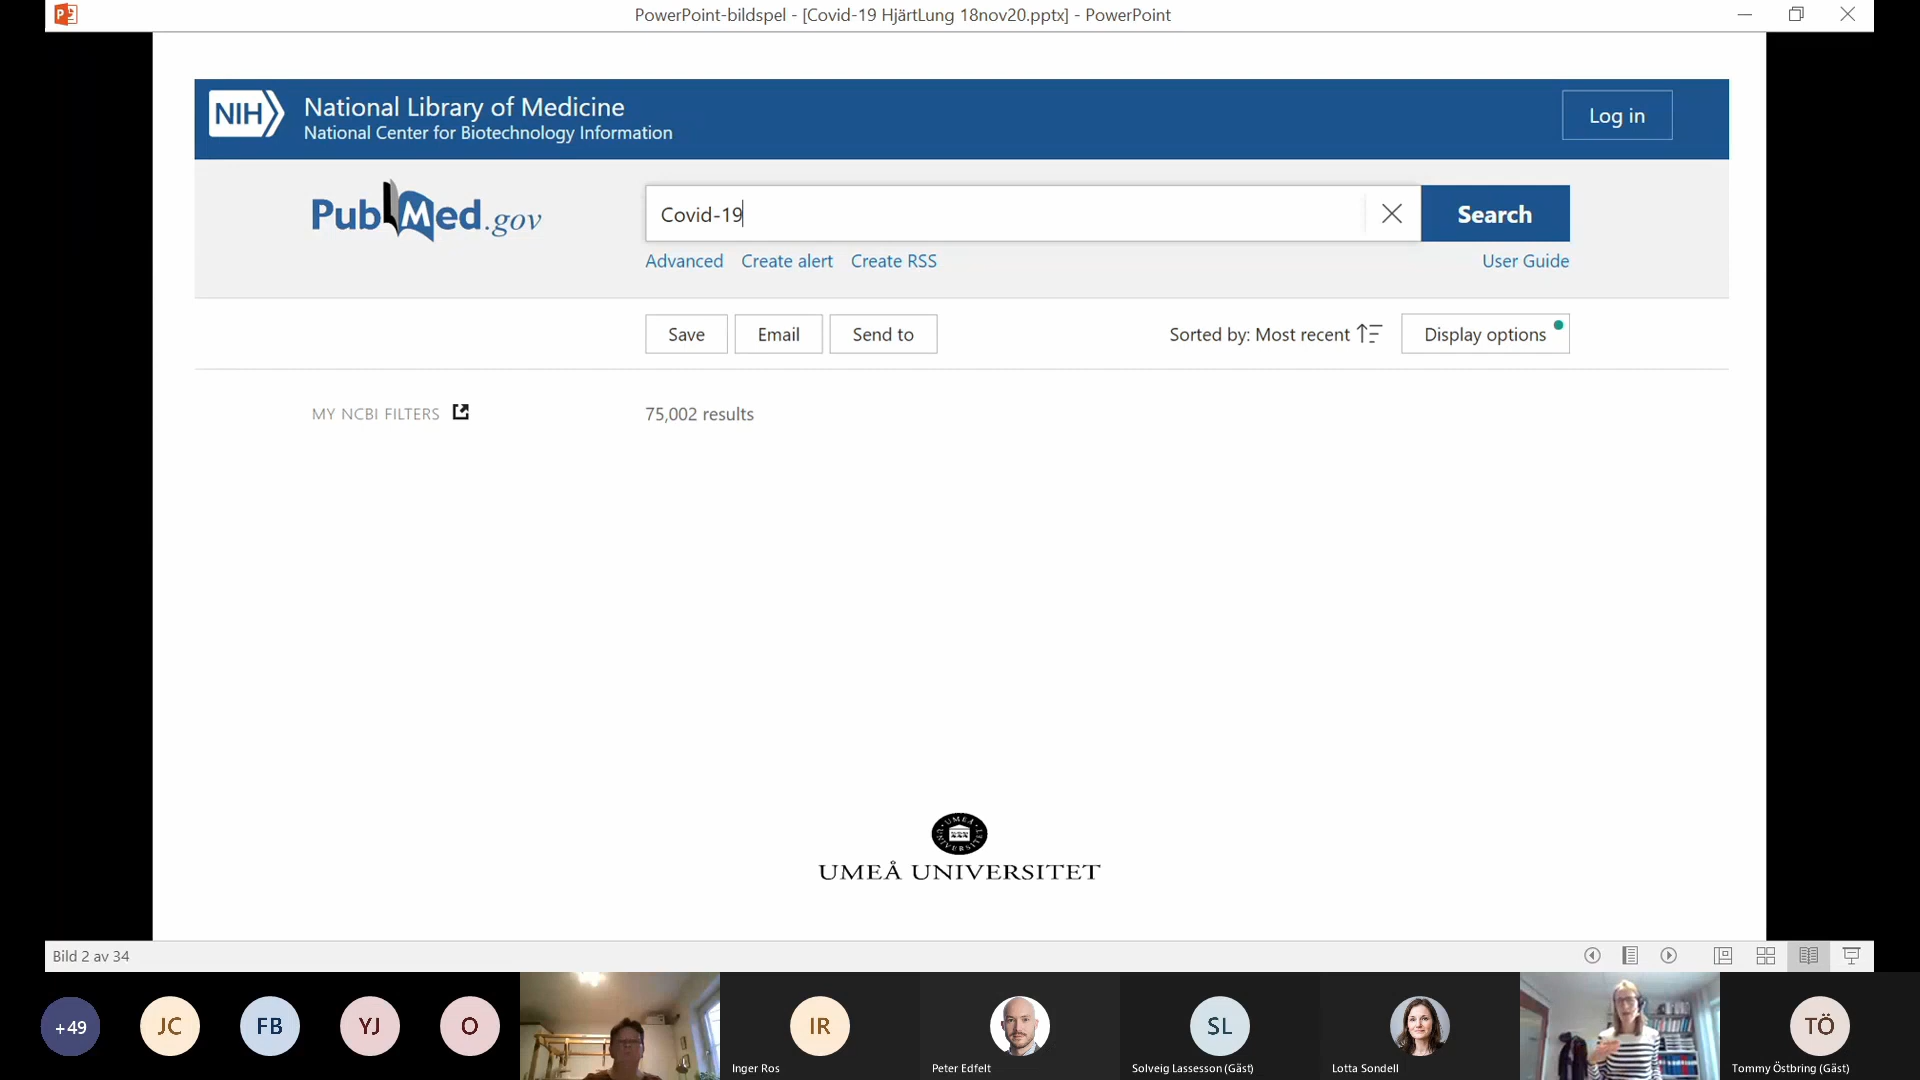 PowerPoint-bildspel - [Covid-19 HjärtLung 18nov20.pptx] - PowerPoint
NIH
National Library of Medicine
National Center for Biotechnology Information
Log in
PubMed.gov
Covid-19
Search
Advanced Create alert Create RSS
User Guide
Save Email Send to
Sorted by: Most recent
Display options
MY NCBI FILTERS
75,002 results
UMEÅ UNIVERSITET
Bild 2 av 34
+49
JC
FB
YJ
O
IR
SL
TÖ
Inger Ros
Peter Edfelt
Solveig Lassesson (Gäst)
Lotta Sondell
Tommy Östbring (Gäst)